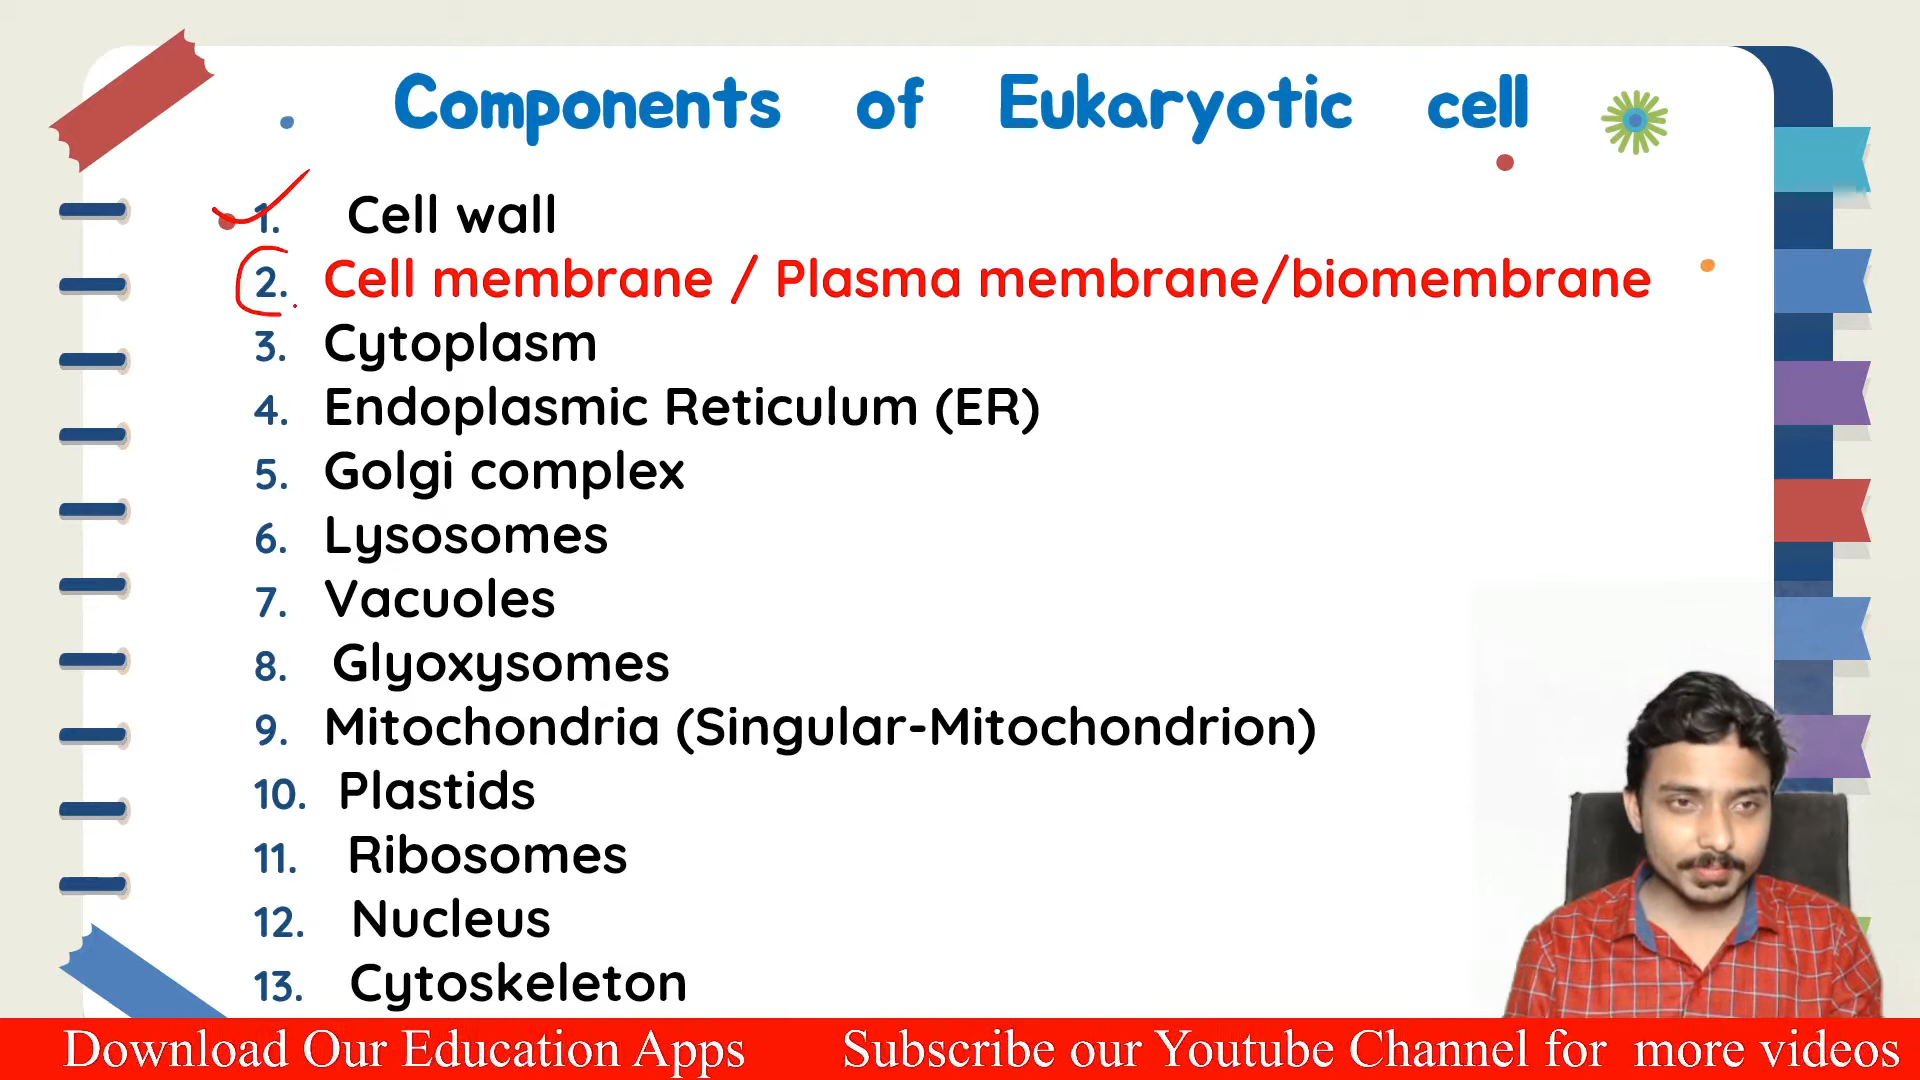 Components of Eukaryotic cell
1. Cell wall
2. Cell membrane / Plasma membrane/biomembrane
3. Cytoplasm
4. Endoplasmic Reticulum (ER)
5. Golgi complex
6. Lysosomes
7. Vacuoles
8. Glyoxysomes
9. Mitochondria (Singular-Mitochondrion)
10. Plastids
11. Ribosomes
12. Nucleus
13. Cytoskeleton
Download Our Education Apps Subscribe our Youtube Channel for more videos